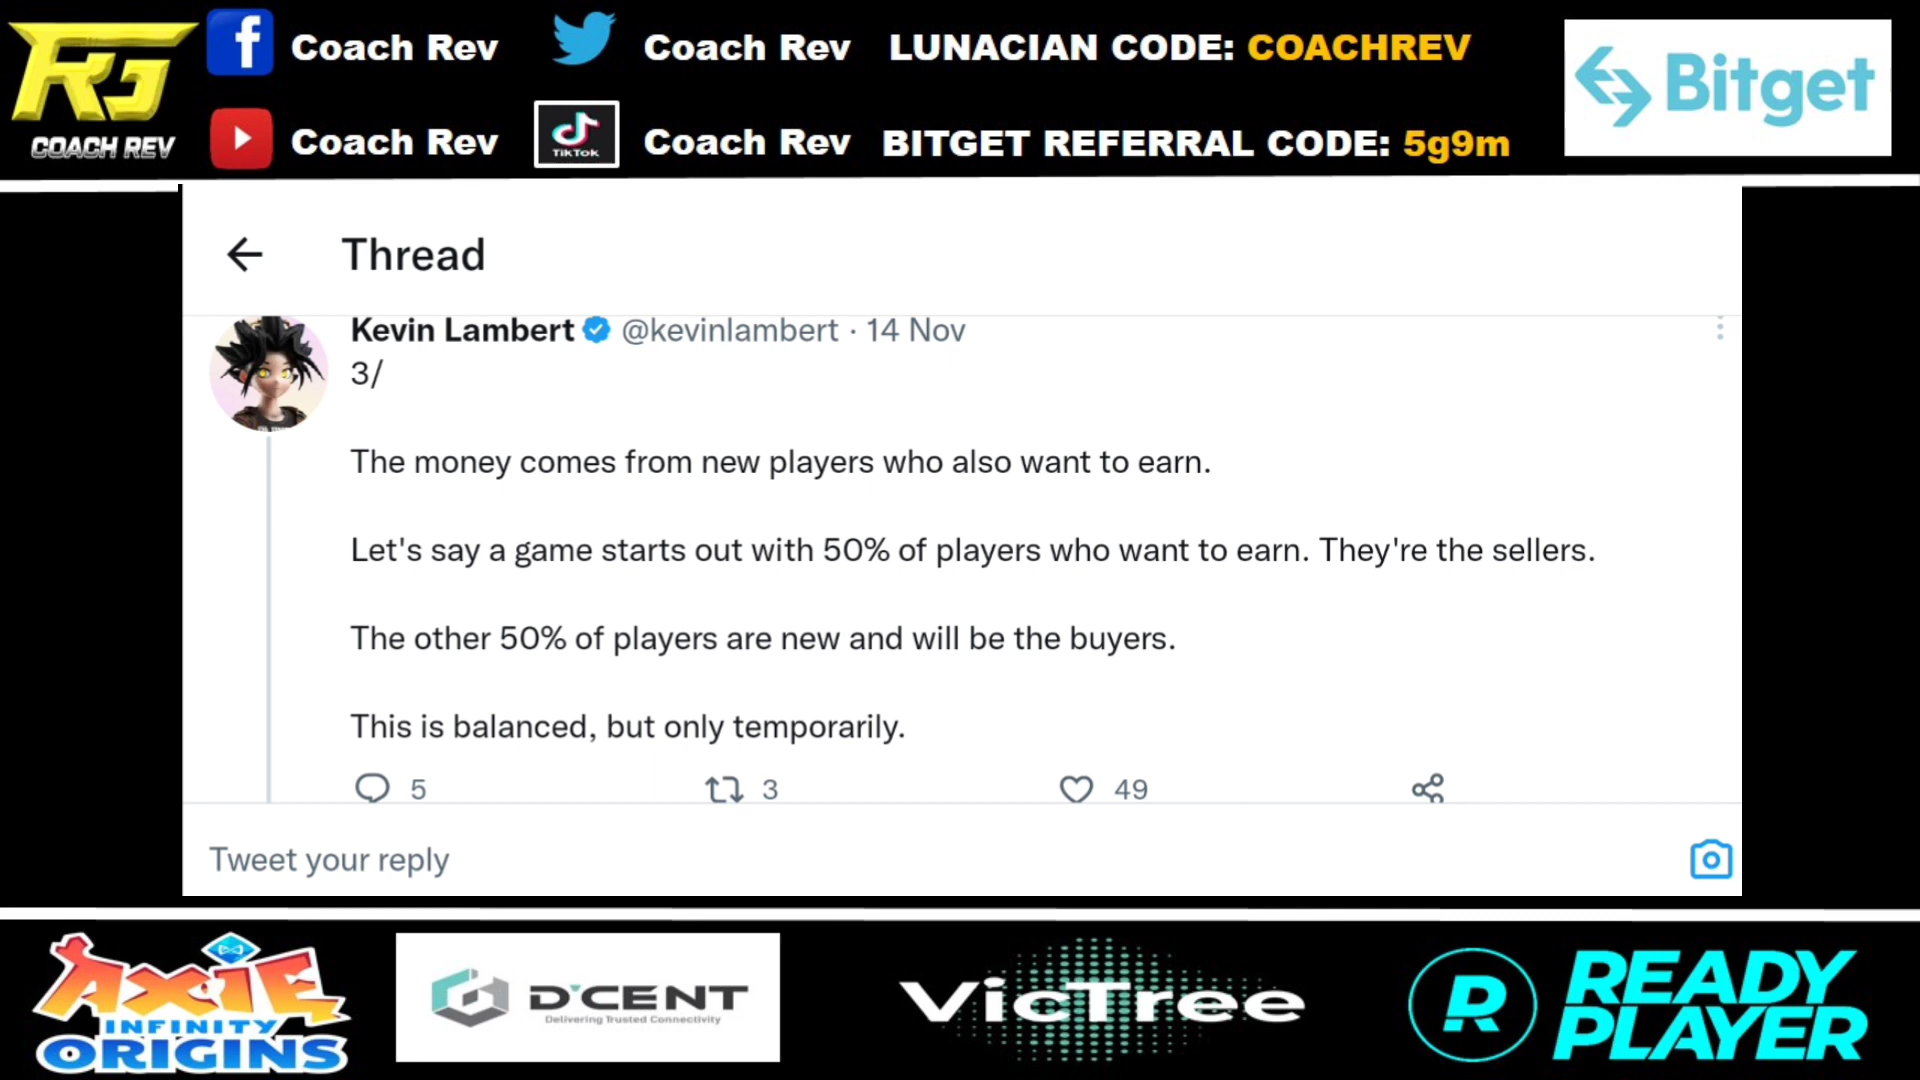 RG
COACH REV
Coach Rev
Coach Rev
LUNACIAN CODE: COACHREV
Bitget
Coach Rev
TikTok
Coach Rev
BITGET REFERRAL CODE: 5g9m
Thread
Kevin Lambert @kevinlambert · 14 Nov
3/
The money comes from new players who also want to earn.
Let's say a game starts out with 50% of players who want to earn. They're the sellers.
The other 50% of players are new and will be the buyers.
This is balanced, but only temporarily.
5 3 49
Tweet your reply
AXIE
INFINITY
ORIGINS
D'CENT
Delivering Trusted Connectivity
VicTree
R
READY
PLAYER